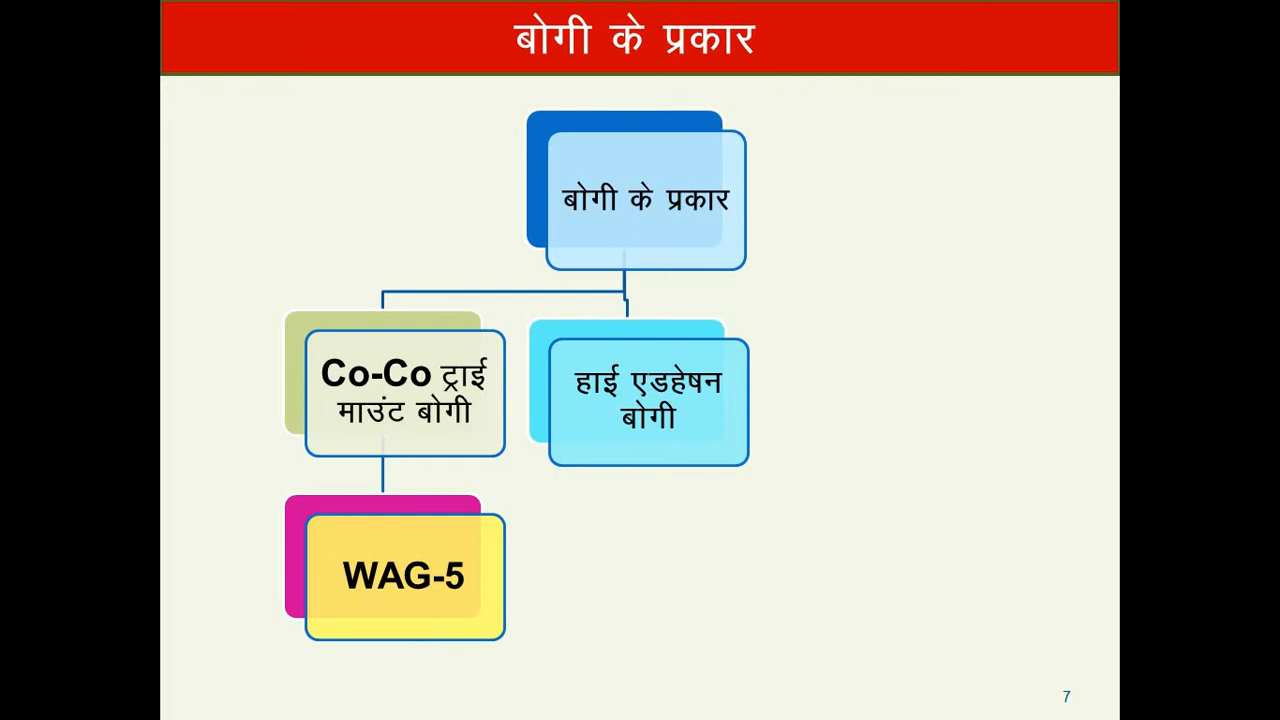 बोगी के प्रकार
बोगी के प्रकार
Co-Co ट्राई
माउंट बोगी
हाई एडहेषन
बोगी
WAG-5
7